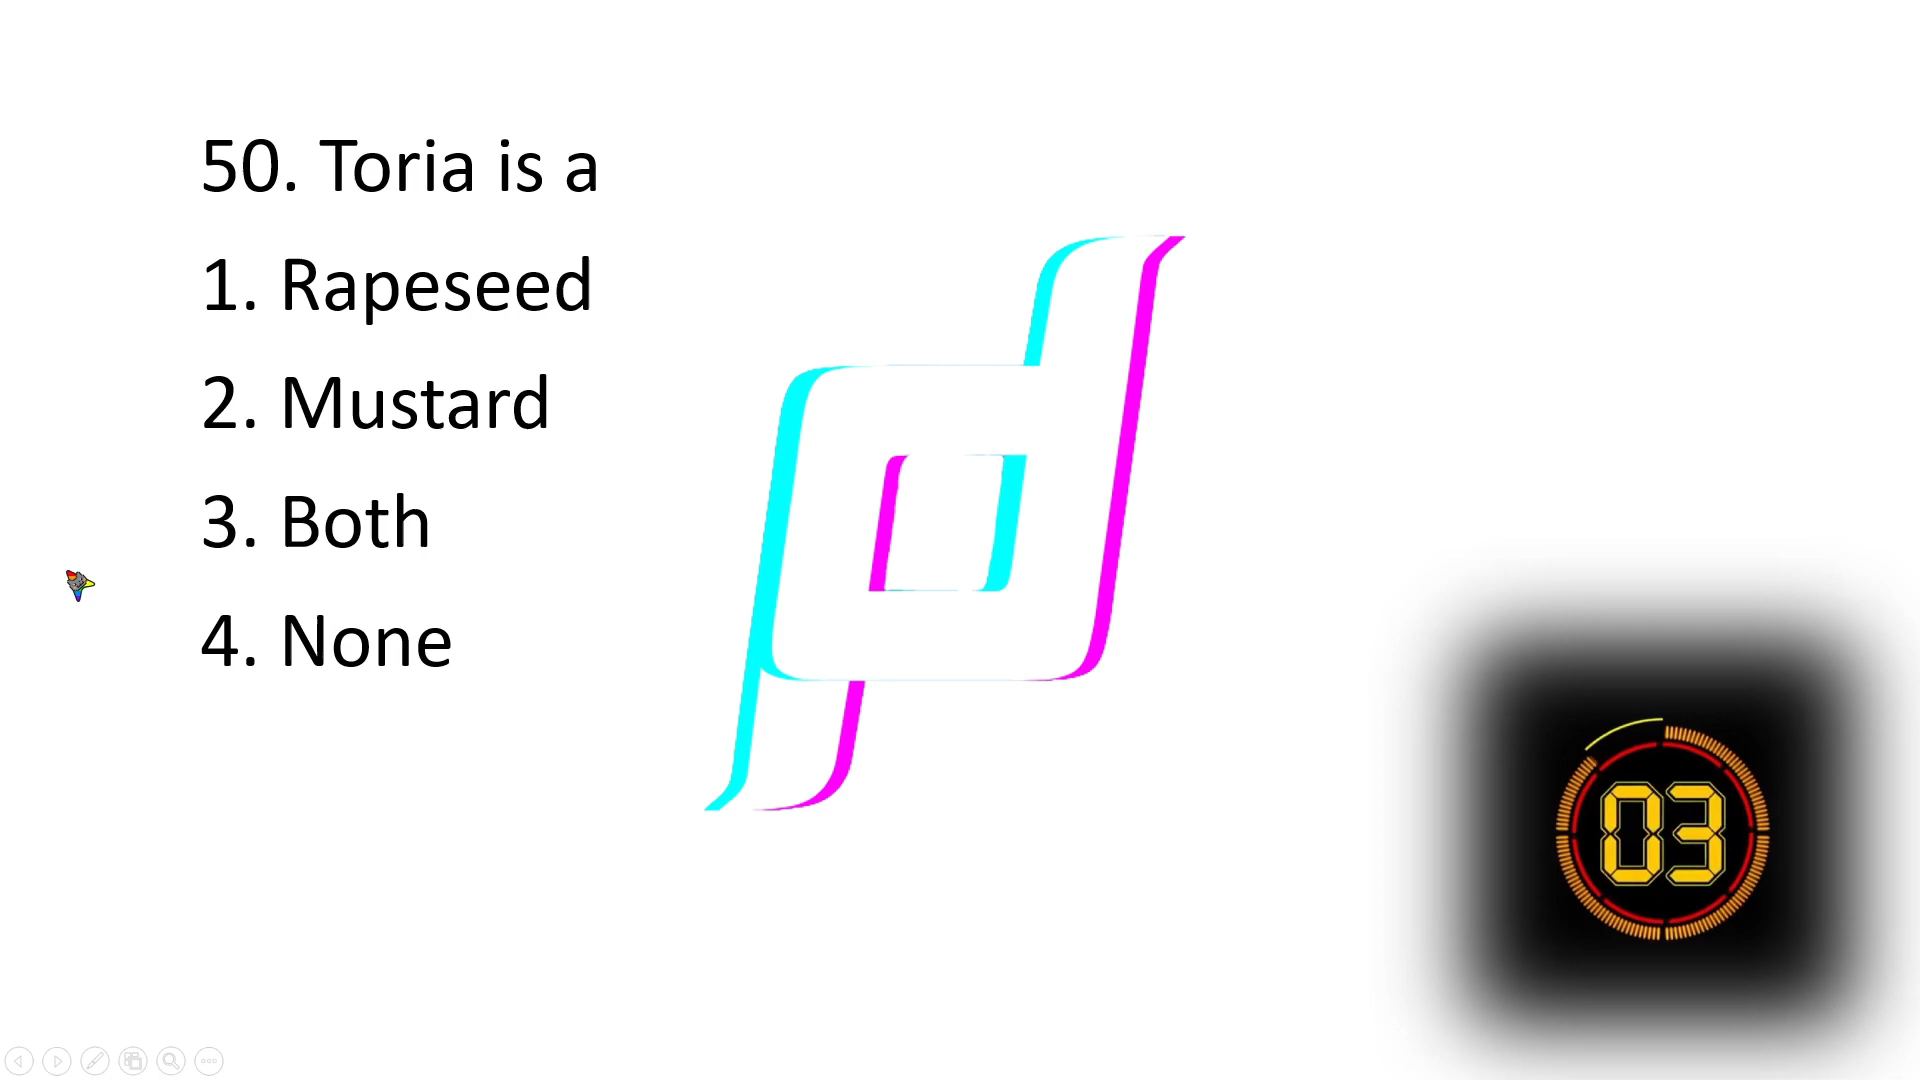 50. Toria is a
1. Rapeseed
2. Mustard
3. Both
4. None
03